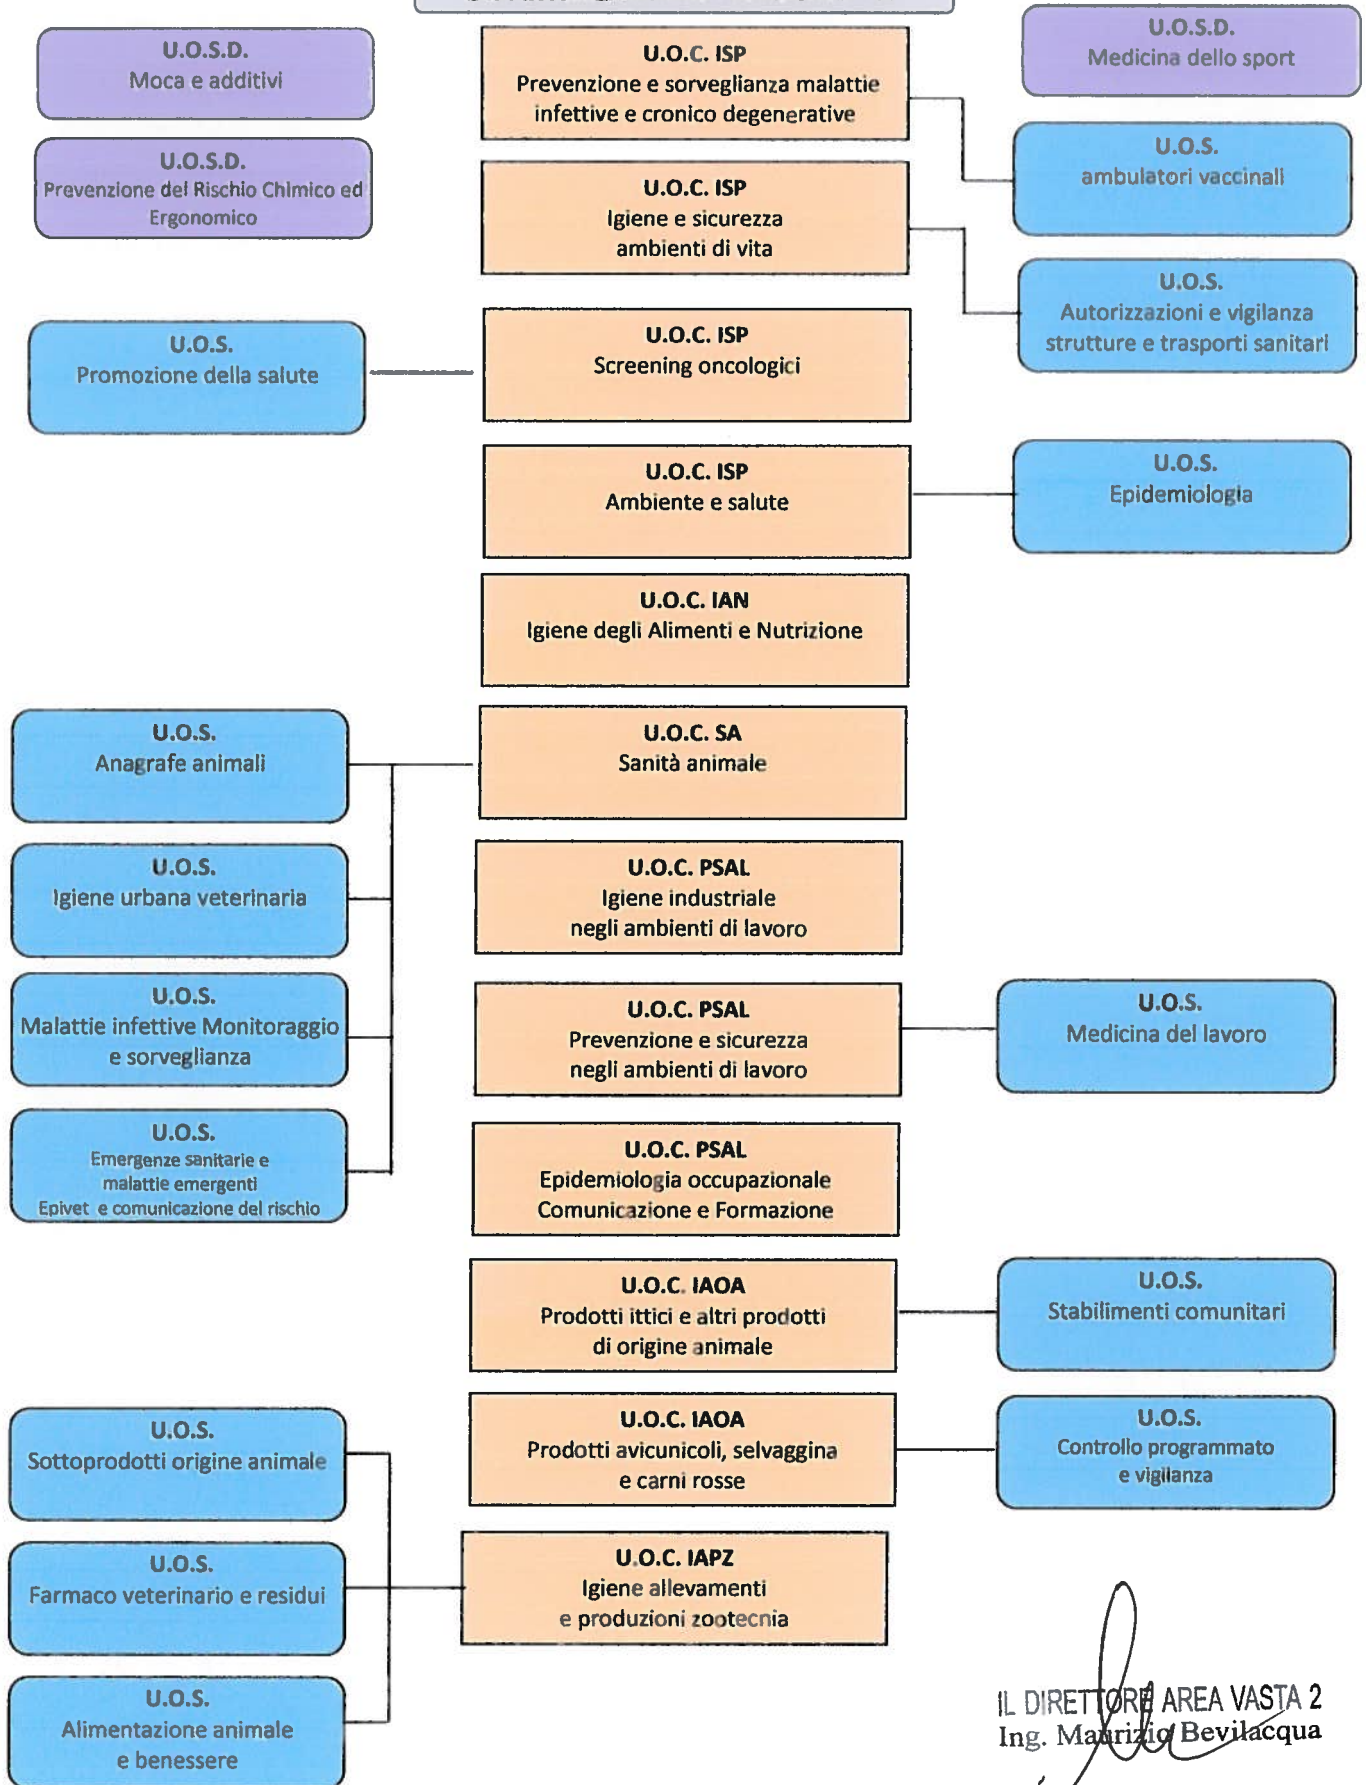 U.O.S.D.
Moca e additivi
U.O.S.D.
Prevenzione del Rischio Chimico ed
Ergonomico
U.O.C. ISP
Prevenzione e sorveglianza malattie
infettive e cronico degenerative
U.O.S.D.
Medicina dello sport
U.O.S.
ambulatori vaccinali
U.O.C. ISP
Igiene e sicurezza
ambienti di vita
U.O.S.
Autorizzazioni e vigilanza
strutture e trasporti sanitari
U.O.S.
Promozione della salute
U.O.C. ISP
Screening oncologici
U.O.C. ISP
Ambiente e salute
U.O.S.
Epidemiologia
U.O.C. IAN
Igiene degli Alimenti e Nutrizione
U.O.S.
Anagrafe animali
U.O.C. SA
Sanità animale
U.O.S.
Igiene urbana veterinaria
U.O.C. PSAL
Igiene industriale
negli ambienti di lavoro
U.O.S.
Malattie infettive Monitoraggio
e sorveglianza
U.O.C. PSAL
Prevenzione e sicurezza
negli ambienti di lavoro
U.O.S.
Medicina del lavoro
U.O.S.
Emergenze sanitarie e
malattie emergenti
Epivet e comunicazione del rischio
U.O.C. PSAL
Epidemiologia occupazionale
Comunicazione e Formazione
U.O.C. IAOA
Prodotti ittici e altri prodotti
di origine animale
U.O.S.
Stabilimenti comunitari
U.O.S.
Sottoprodotti origine animale
U.O.C. IAOA
Prodotti avicunicoli, selvaggina
e carni rosse
U.O.S.
Controllo programmato
e vigilanza
U.O.S.
Farmaco veterinario e residui
U.O.C. IAPZ
Igiene allevamenti
e produzioni zootecnia
U.O.S.
Alimentazione animale
e benessere
IL DIRETTORE AREA VASTA 2
Ing. Maurizio Bevilacqua